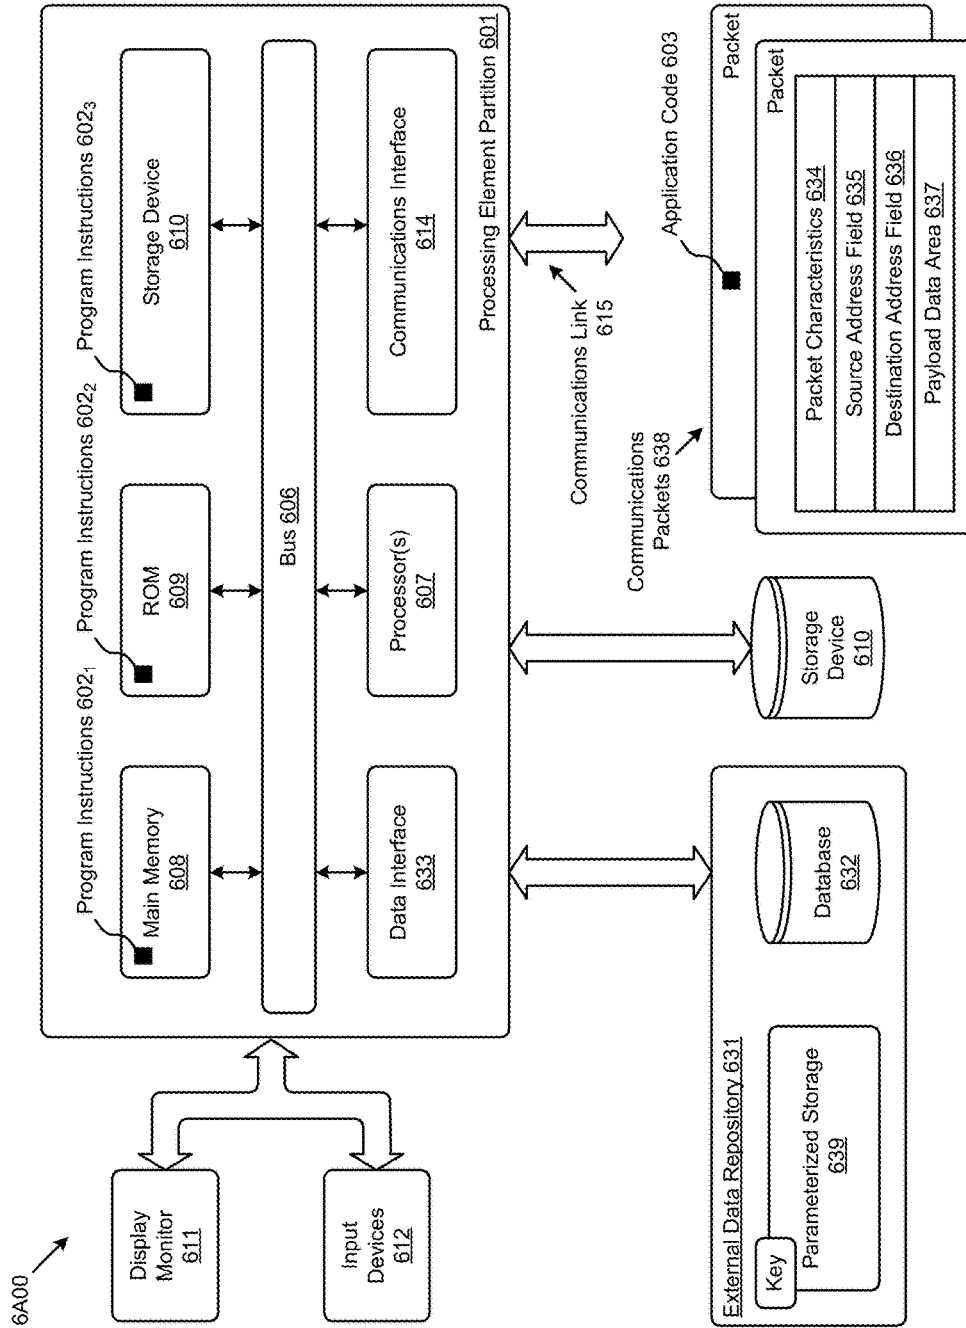 6A00
Display
Monitor
611
Input
Devices
612
Program Instructions 602₁
Program Instructions 602₂
Program Instructions 602₃
Main Memory
608
ROM
609
Storage Device
610
Bus 606
Data Interface
633
Processor(s)
607
Communications Interface
614
Processing Element Partition 601
Communications Link
615
External Data Repository 631
Key
Parameterized Storage
639
Database
632
Storage
Device
610
Communications
Packets 638
Application Code 603
Packet
Packet
Packet Characteristics 634
Source Address Field 635
Destination Address Field 636
Payload Data Area 637